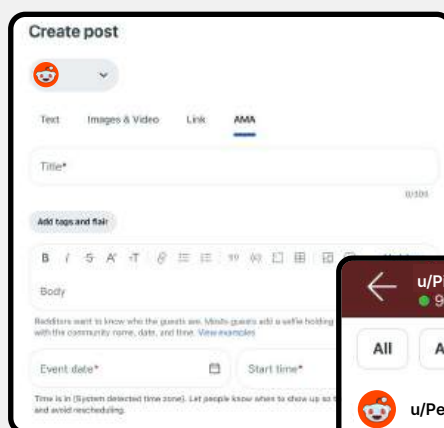 Create post
Text Images & Video Link AMA
Title*
0/300
Add tags and flair
B
Body
Redditors want to know who the guests are. Most guests add a selfie holding
with the community name, date, and time. View examples
Event date*
Start time*
Time is in (System detected time zone). Let people know when to show up so
and avoid rescheduling.
All
u/Pe